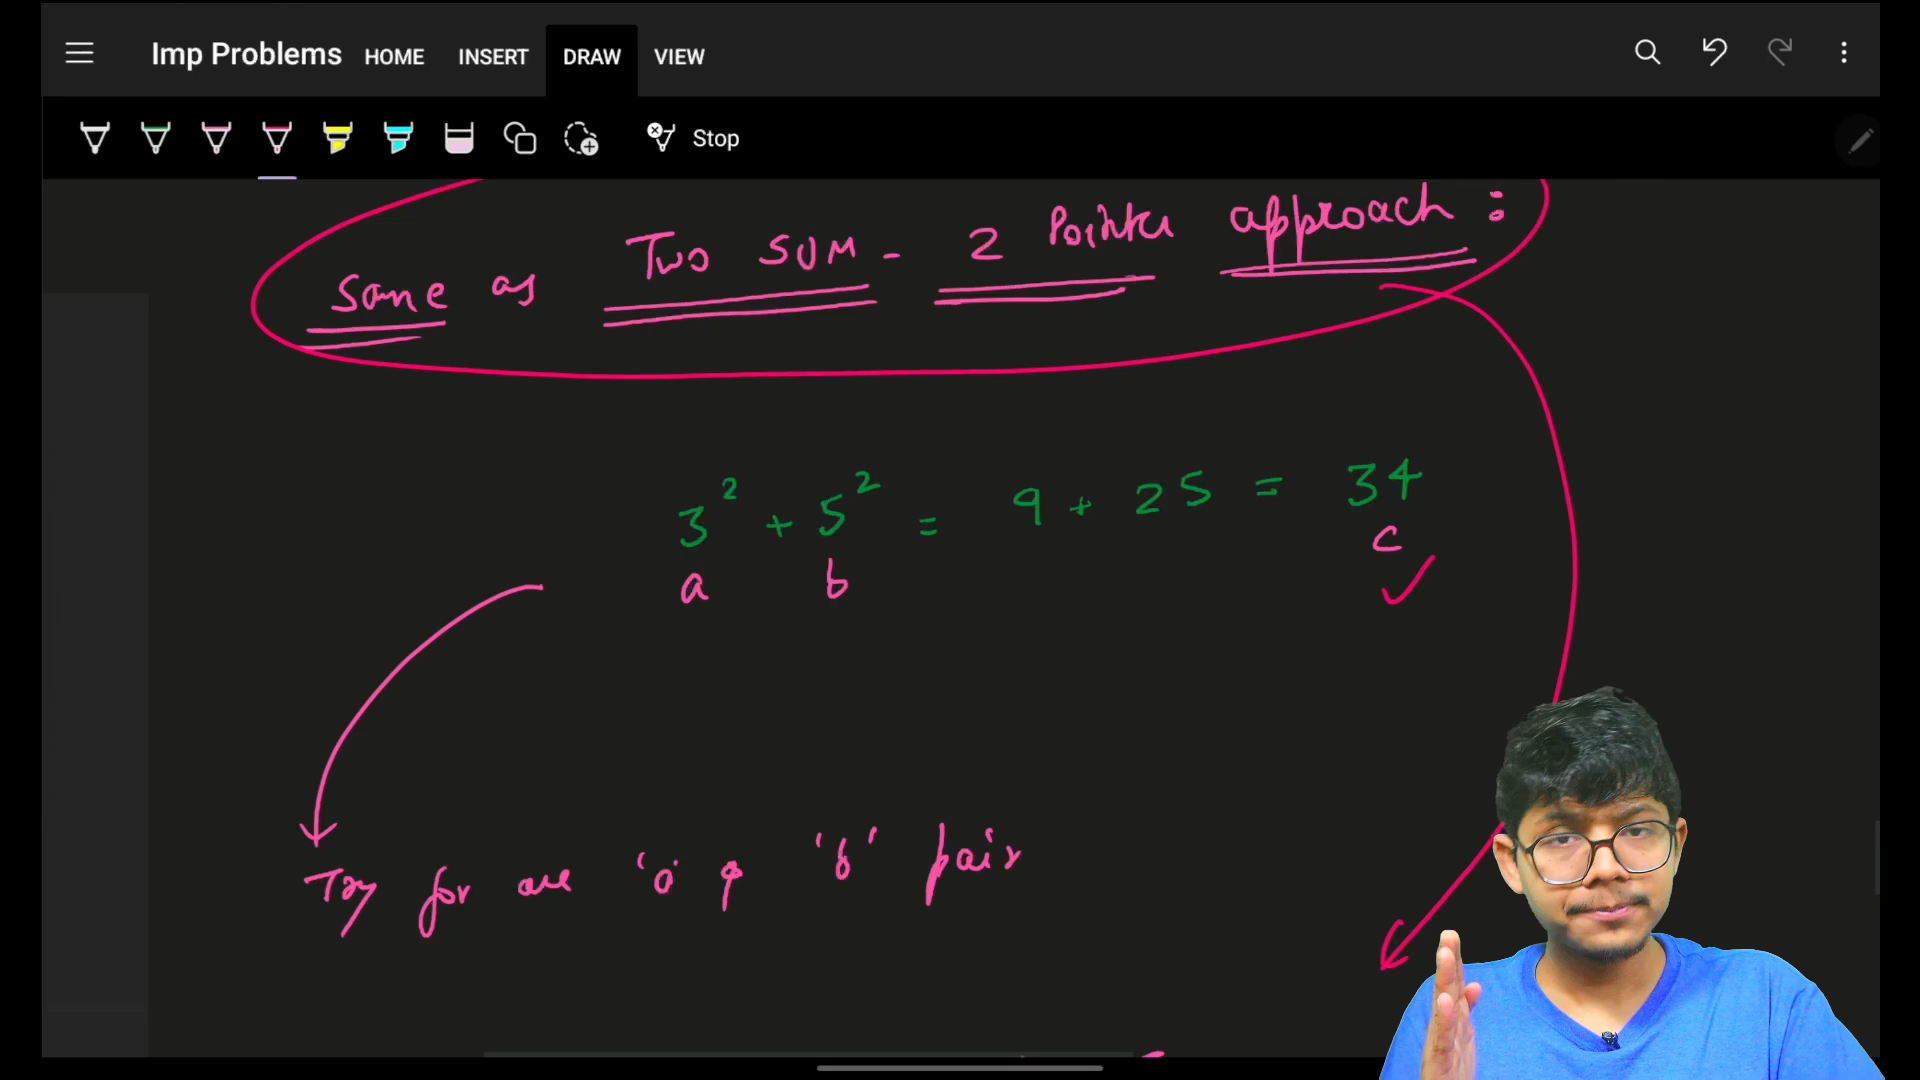 Imp Problems HOME INSERT DRAW VIEW
Stop
Same as Two SUM - 2 Pointer approach :
3² + 5² = 9 + 25 = 34
a b c
Try for all 'a' & 'b' pair